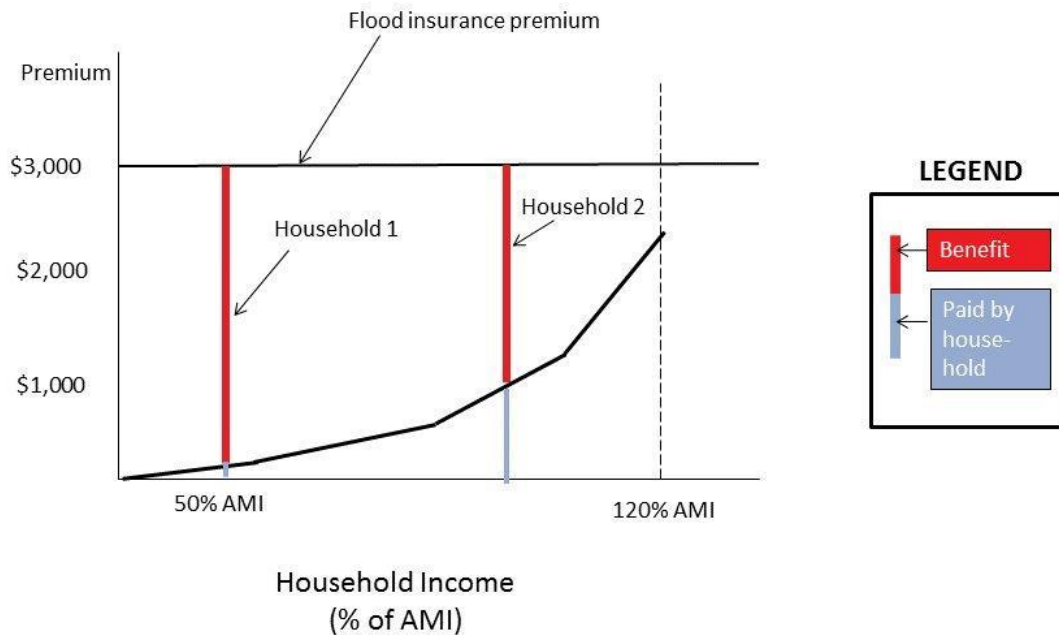 Flood insurance premium
Premium
$3,000
LEGEND
Household 2
Household 1
Benefit
$2,000
Paid by
house-
hold
$1,000
50% AMI
120% AMI
Household Income
(% of AMI)